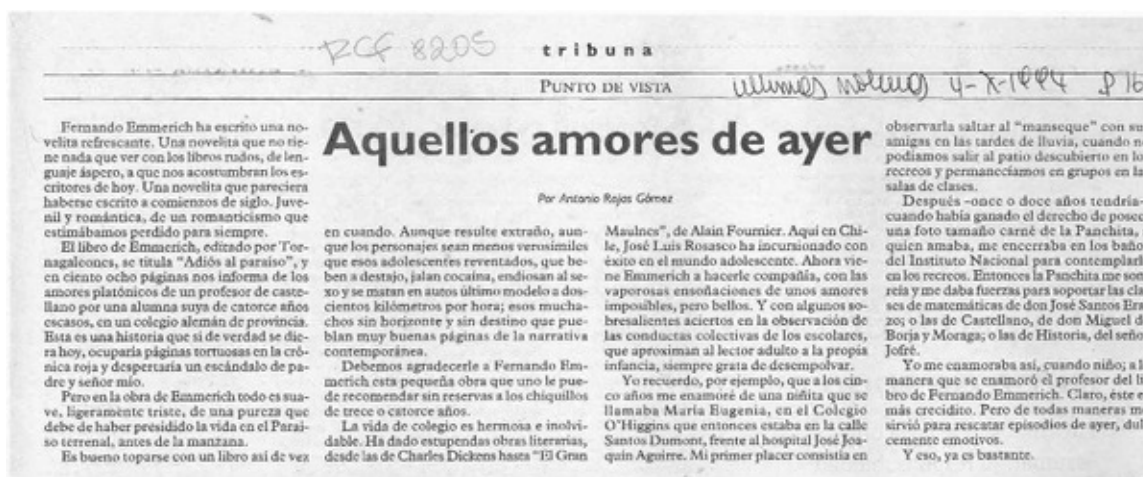 RCF 8205
tribuna
PUNTO DE VISTA
ultimas noticias 4-X-1994 P 16
Aquellos amores de ayer
Por Antonio Rojas Gómez
Fernando Emmerich ha escrito una no-
velita refrescante. Una novelita que no tie-
ne nada que ver con los libros rudos, de len-
guaje áspero, a que nos acostumbran los es-
critores de hoy. Una novelita que pareciera
haberse escrito a comienzos de siglo. Juve-
nil y romántica, de un romanticismo que
estimábamos perdido para siempre.
El libro de Emmerich, editado por Tor-
nagaleones, se titula "Adiós al paraíso", y
en ciento ocho páginas nos informa de los
amores platónicos de un profesor de caste-
llano por una alumna suya de catorce años
escasos, en un colegio alemán de provincia.
Esta es una historia que si de verdad se die-
ra hoy, ocuparía páginas tortuosas en la cró-
nica roja y despertaría un escándalo de pa-
dre y señor mío.
Pero en la obra de Emmerich todo es sua-
ve, ligeramente triste, de una pureza que
debe de haber presidido la vida en el Paraí-
so terrenal, antes de la manzana.
Es bueno toparse con un libro así de vez
en cuando. Aunque resulte extraño, aun-
que los personajes sean menos verosímiles
que esos adolescentes reventados, que be-
ben a destajo, jalan cocaína, endiosan al se-
xo y se matan en autos último modelo a dos-
cientos kilómetros por hora; esos mucha-
chos sin horizonte y sin destino que pue-
blan muy buenas páginas de la narrativa
contemporánea.
Debemos agradecerle a Fernando Em-
merich esta pequeña obra que uno le pue-
de recomendar sin reservas a los chiquillos
de trece o catorce años.
La vida de colegio es hermosa e inolvi-
dable. Ha dado estupendas obras literarias,
desde las de Charles Dickens hasta "El Gran
Maulnes", de Alain Fournier. Aquí en Chi-
le, José Luis Rosasco ha incursionado con
éxito en el mundo adolescente. Ahora vie-
ne Emmerich a hacerle compañía, con las
vaporosas ensoñaciones de unos amores
imposibles, pero bellos. Y con algunos so-
bresalientes aciertos en la observación de
las conductas colectivas de los escolares,
que aproximan al lector adulto a la propia
infancia, siempre grata de desempolvar.
Yo recuerdo, por ejemplo, que a los cin-
co años me enamoré de una niñita que se
llamaba María Eugenia, en el Colegio
O'Higgins que entonces estaba en la calle
Santos Dumont, frente al hospital José Joa-
quín Aguirre. Mi primer placer consistía en
observarla saltar al "manseque" con su
amigas en las tardes de lluvia, cuando n
podíamos salir al patio descubierto en lo
recreos y permanecíamos en grupos en la
salas de clases.
Después -once o doce años tendría-
cuando había ganado el derecho de posee
una foto tamaño carné de la Panchita,
quien amaba, me encerraba en los baño
del Instituto Nacional para contemplarl
en los recreos. Entonces la Panchita me son
reía y me daba fuerzas para soportar las cla
ses de matemáticas de don José Santos Er
zo; o las de Castellano, de don Miguel d
Borja y Moraga; o las de Historia, del seño
Jofré.
Yo me enamoraba así, cuando niño; a l
manera que se enamoró el profesor del li
bro de Fernando Emmerich. Claro, éste e
más crecidito. Pero de todas maneras m
sirvió para rescatar episodios de ayer, dul
cemente emotivos.
Y eso, ya es bastante.